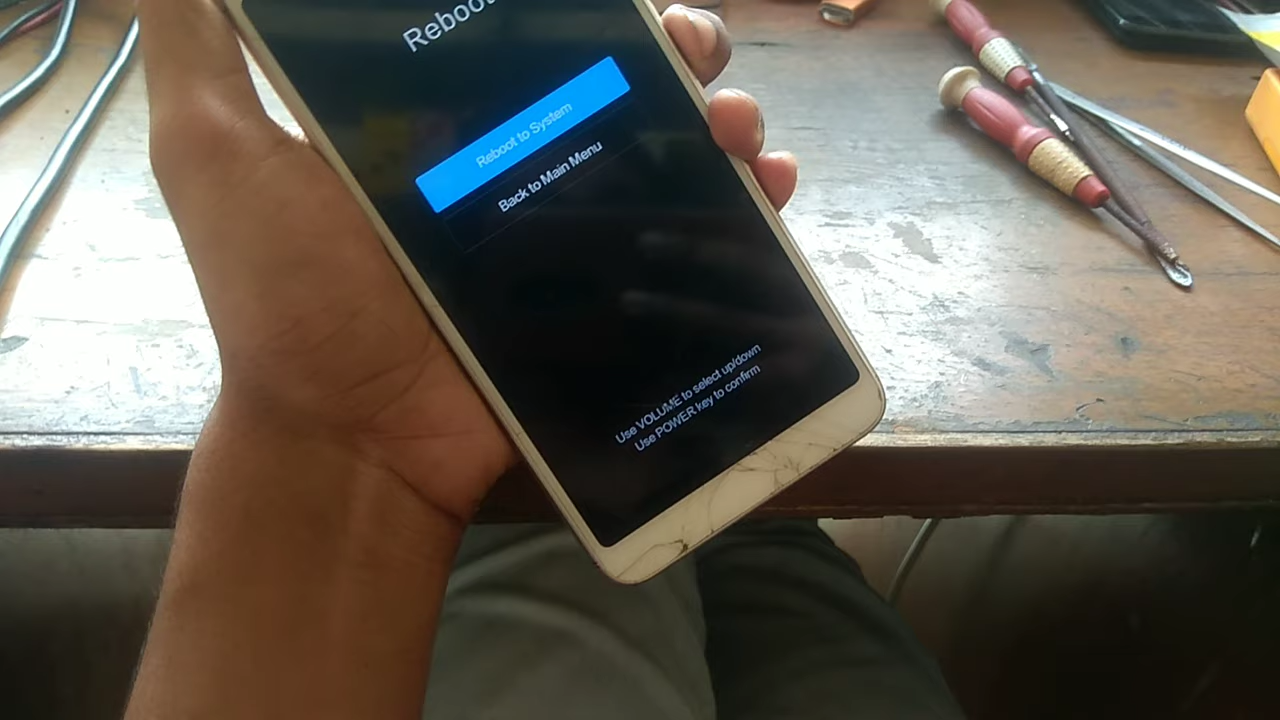 Reboot
Reboot to System
Back to Main Menu
Use VOLUME to select up/down
Use POWER key to confirm